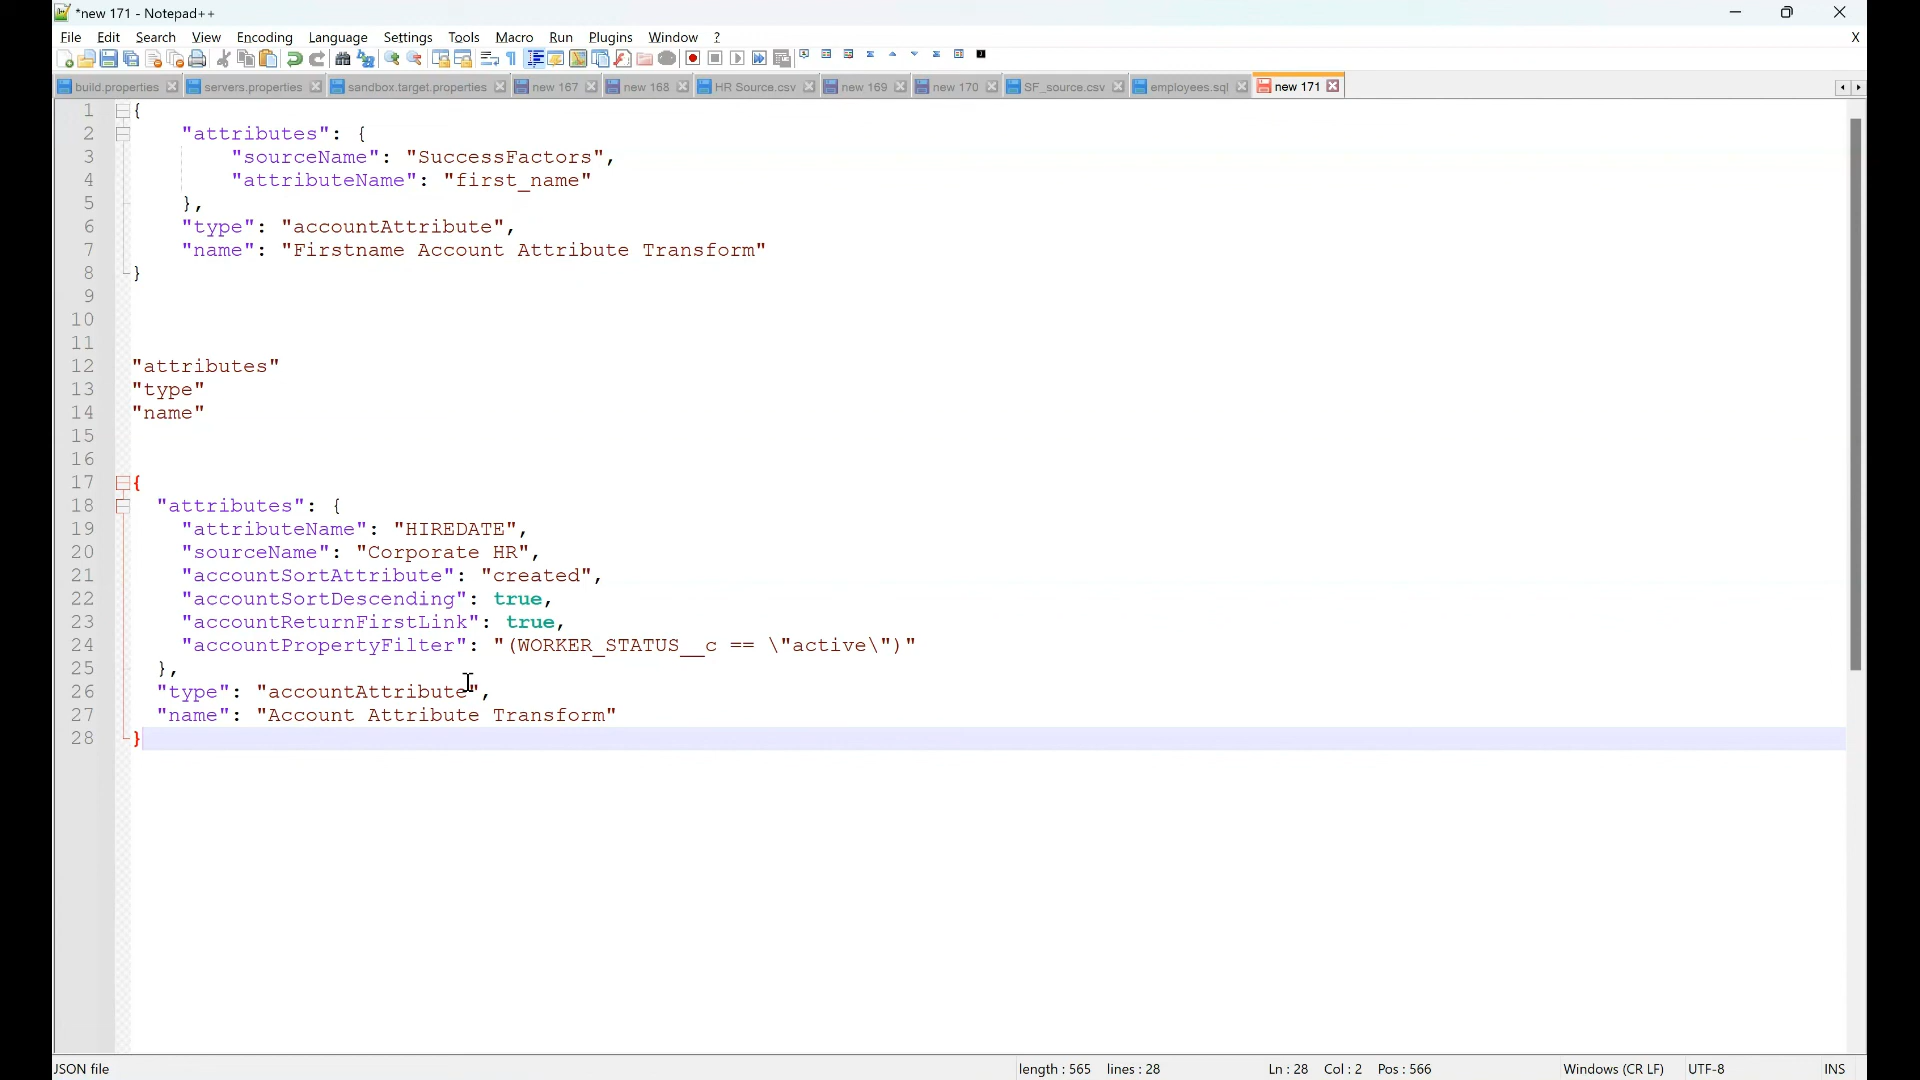 *new 171 - Notepad++
File Edit Search View Encoding Language Settings Tools Macro Run Plugins Window ? X
build.properties servers.properties sandbox.target.properties new 167 new 168 HR Source.csv new 169 new 170 SF_source.csv employees.sql new 171
1 {
2 "attributes": {
3 "sourceName": "SuccessFactors",
4 "attributeName": "first_name"
5 },
6 "type": "accountAttribute",
7 "name": "Firstname Account Attribute Transform"
8 }
9
10
11
12 "attributes"
13 "type"
14 "name"
15
16
17 {
18 "attributes": {
19 "attributeName": "HIREDATE",
20 "sourceName": "Corporate HR",
21 "accountSortAttribute": "created",
22 "accountSortDescending": true,
23 "accountReturnFirstLink": true,
24 "accountPropertyFilter": "(WORKER_STATUS__c == \"active\")"
25 },
26 "type": "accountAttribute",
27 "name": "Account Attribute Transform"
28 }
JSON file length : 565 lines : 28 Ln : 28 Col : 2 Pos : 566 Windows (CR LF) UTF-8 INS